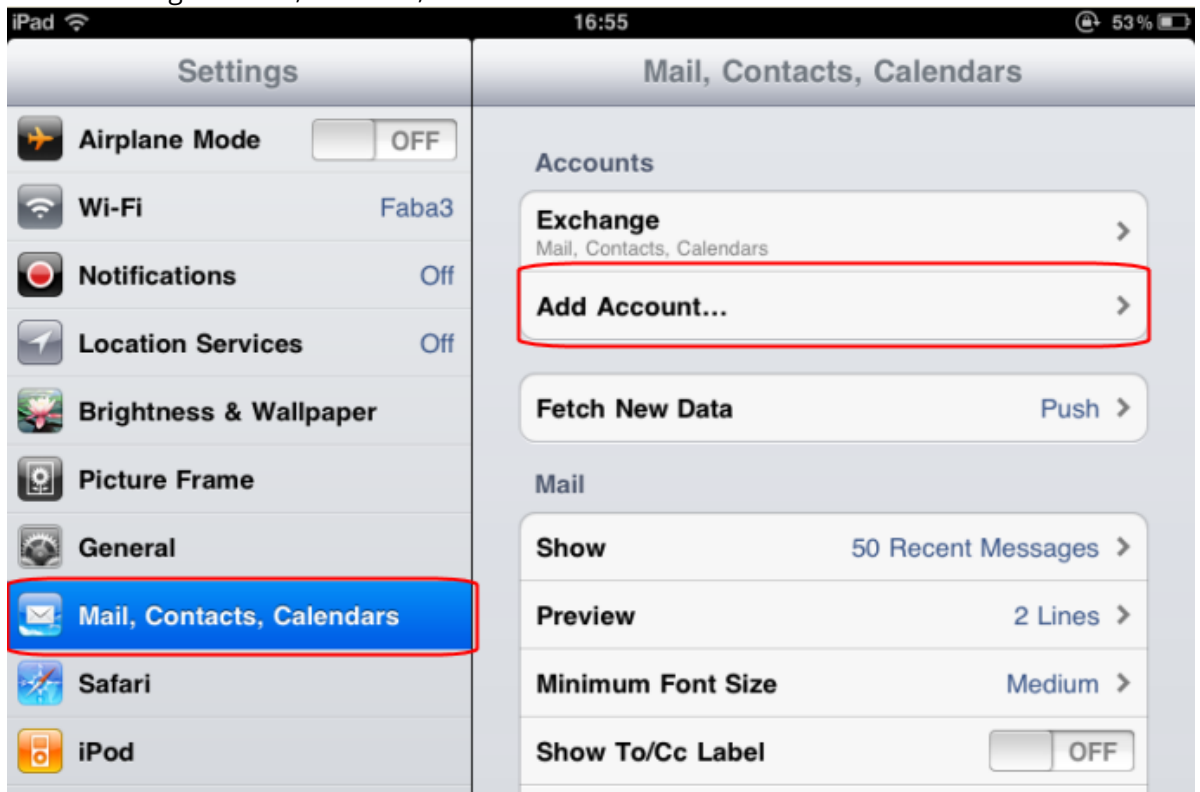 iPad 16:55 53%
Settings
Airplane Mode OFF
Wi-Fi Faba3
Notifications Off
Location Services Off
Brightness & Wallpaper
Picture Frame
General
Mail, Contacts, Calendars
Safari
iPod
Mail, Contacts, Calendars
Accounts
Exchange
Mail, Contacts, Calendars
Add Account...
Fetch New Data Push
Mail
Show 50 Recent Messages
Preview 2 Lines
Minimum Font Size Medium
Show To/Cc Label OFF